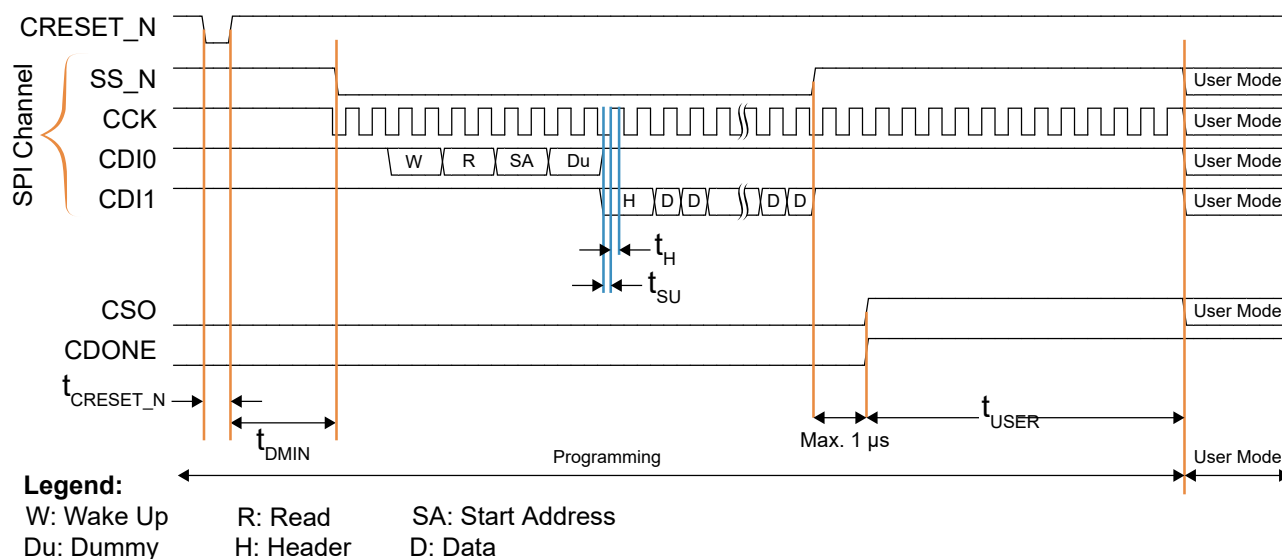 CRESET_N
SPI Channel
SS_N
User Mode
CCK
User Mode
CDI0
W R SA Du
User Mode
CDI1
H D D D D
User Mode
tH
tSU
CSO
User Mode
CDONE
tCRESET_N
tDMIN
Max. 1 µs
tUSER
Programming
User Mode
Legend:
W: Wake Up R: Read SA: Start Address
Du: Dummy H: Header D: Data